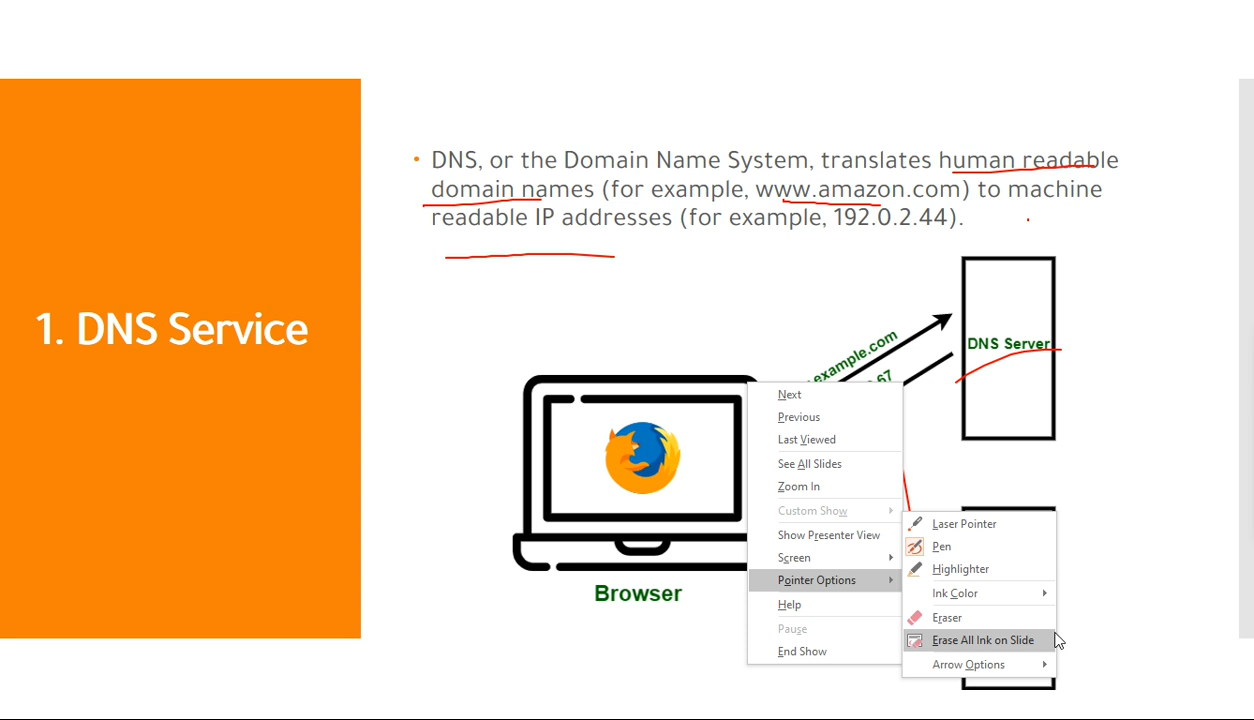 1. DNS Service
• DNS, or the Domain Name System, translates human readable
domain names (for example, www.amazon.com) to machine
readable IP addresses (for example, 192.0.2.44).
example.com
67
DNS Server
Browser
Next
Previous
Last Viewed
See All Slides
Zoom In
Custom Show
Show Presenter View
Screen
Pointer Options
Help
Pause
End Show
Laser Pointer
Pen
Highlighter
Ink Color
Eraser
Erase All Ink on Slide
Arrow Options